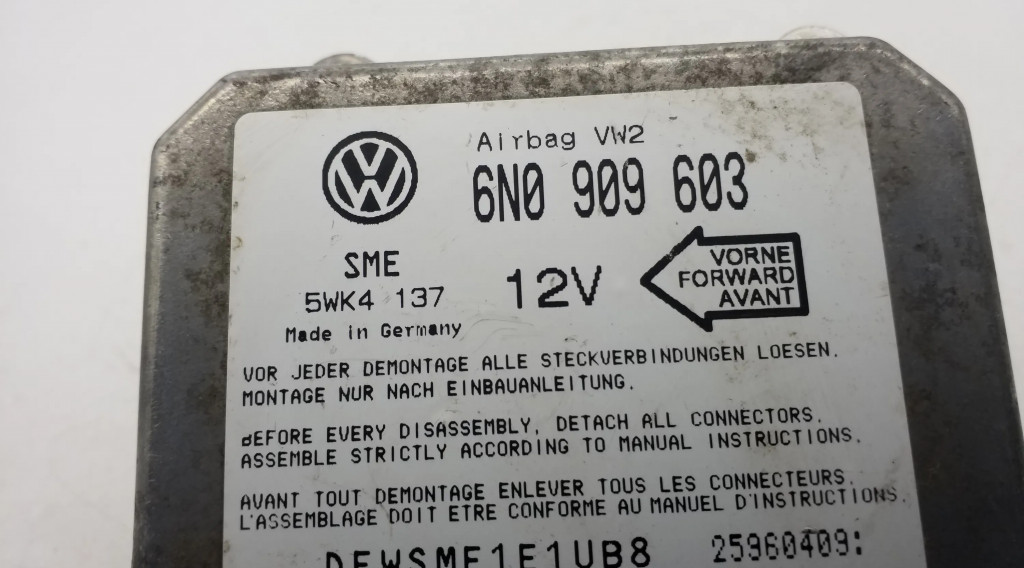 Airbag VW2
6N0 909 603
SME
5WK4 137
Made in Germany
12V
VORNE
FORWARD
AVANT
VOR JEDER DEMONTAGE ALLE STECKVERBINDUNGEN LOESEN.
MONTAGE NUR NACH EINBAUANLEITUNG.
BEFORE EVERY DISASSEMBLY, DETACH ALL CONNECTORS.
ASSEMBLE STRICTLY ACCORDING TO MANUAL INSTRUCTIONS.
AVANT TOUT DEMONTAGE ENLEVER TOUS LES CONNECTEURS.
L'ASSEMBLAGE DOIT ETRE CONFORME AU MANUEL D'INSTRUCTIONS.
25960409: